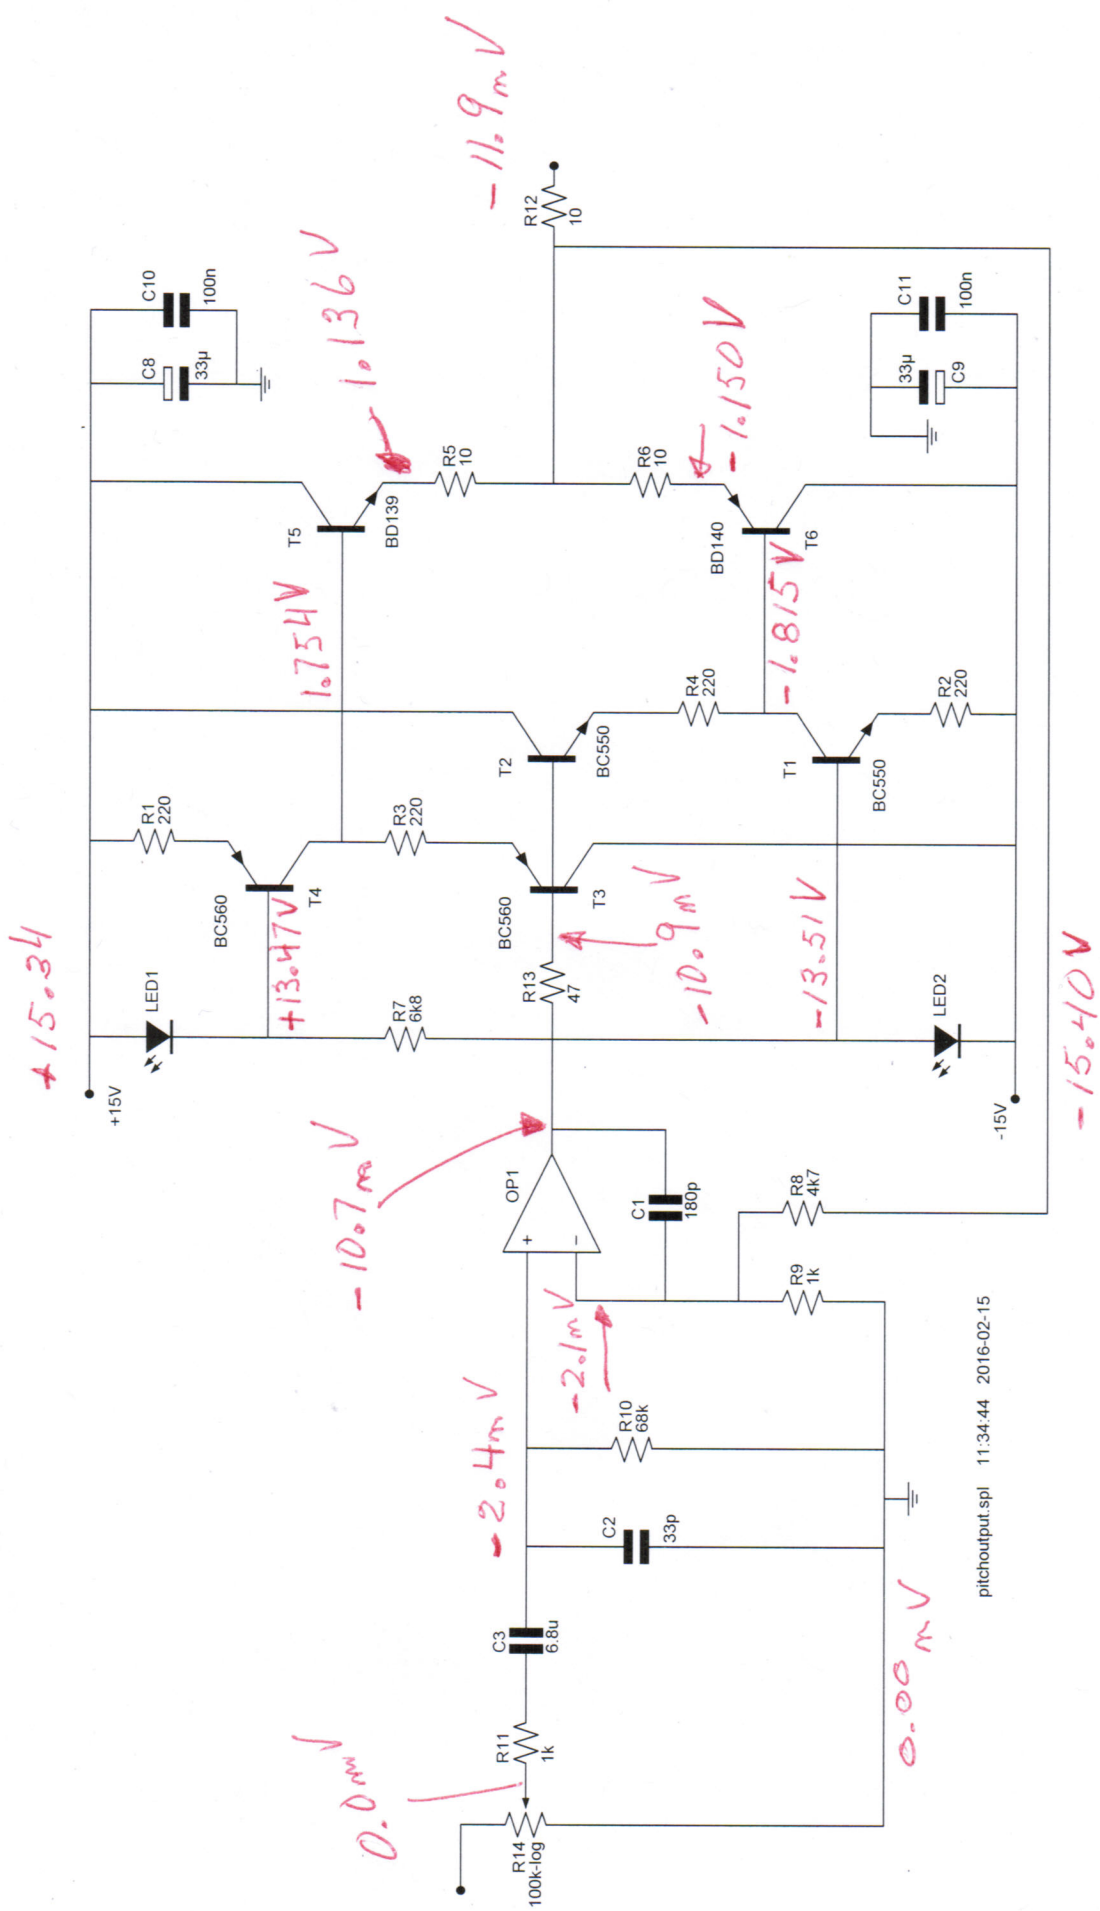 +15.34
+15V
LED1
+13.47V
R7
6k8
BC560
T4
R1
220
R3
220
BC560
T3
R13
47
-10.9mV
-13.51V
LED2
-15V
-15.40V
T2
BC550
R4
220
T1
BC550
R2
220
1.754V
-1.815V
T5
BD139
1.136V
R5
10
R6
10
-1.150V
BD140
T6
C8
33µ
C10
100n
33µ
C9
C11
100n
R12
10
-11.9mV
-10.7mV
OP1
+
−
C1
180p
R8
4k7
R9
1k
-2.1mV
-2.4mV
R10
68k
C2
33p
C3
6.8u
R11
1k
0.0mV
R14
100k-log
0.00mV
pitchoutput.spl 11:34:44 2016-02-15